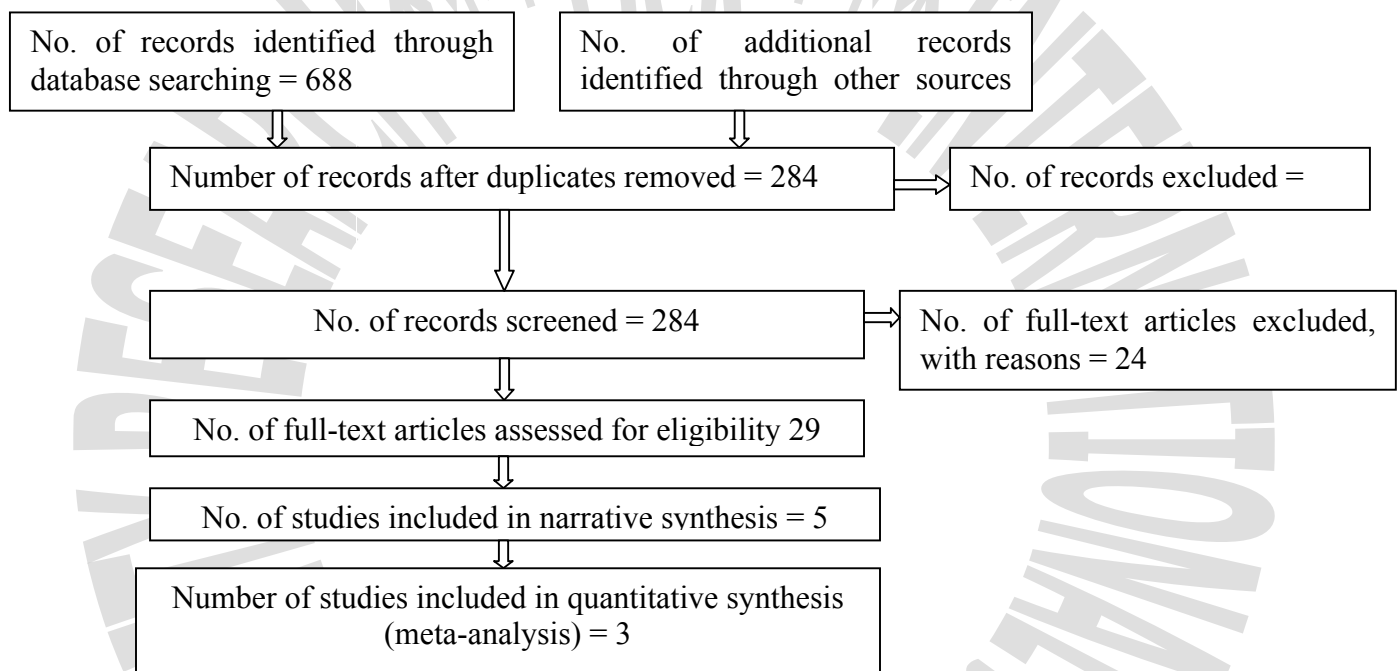 No. of records identified through
database searching = 688
No. of additional records
identified through other sources
Number of records after duplicates removed = 284
No. of records excluded =
No. of records screened = 284
No. of full-text articles excluded,
with reasons = 24
No. of full-text articles assessed for eligibility 29
No. of studies included in narrative synthesis = 5
Number of studies included in quantitative synthesis
(meta-analysis) = 3